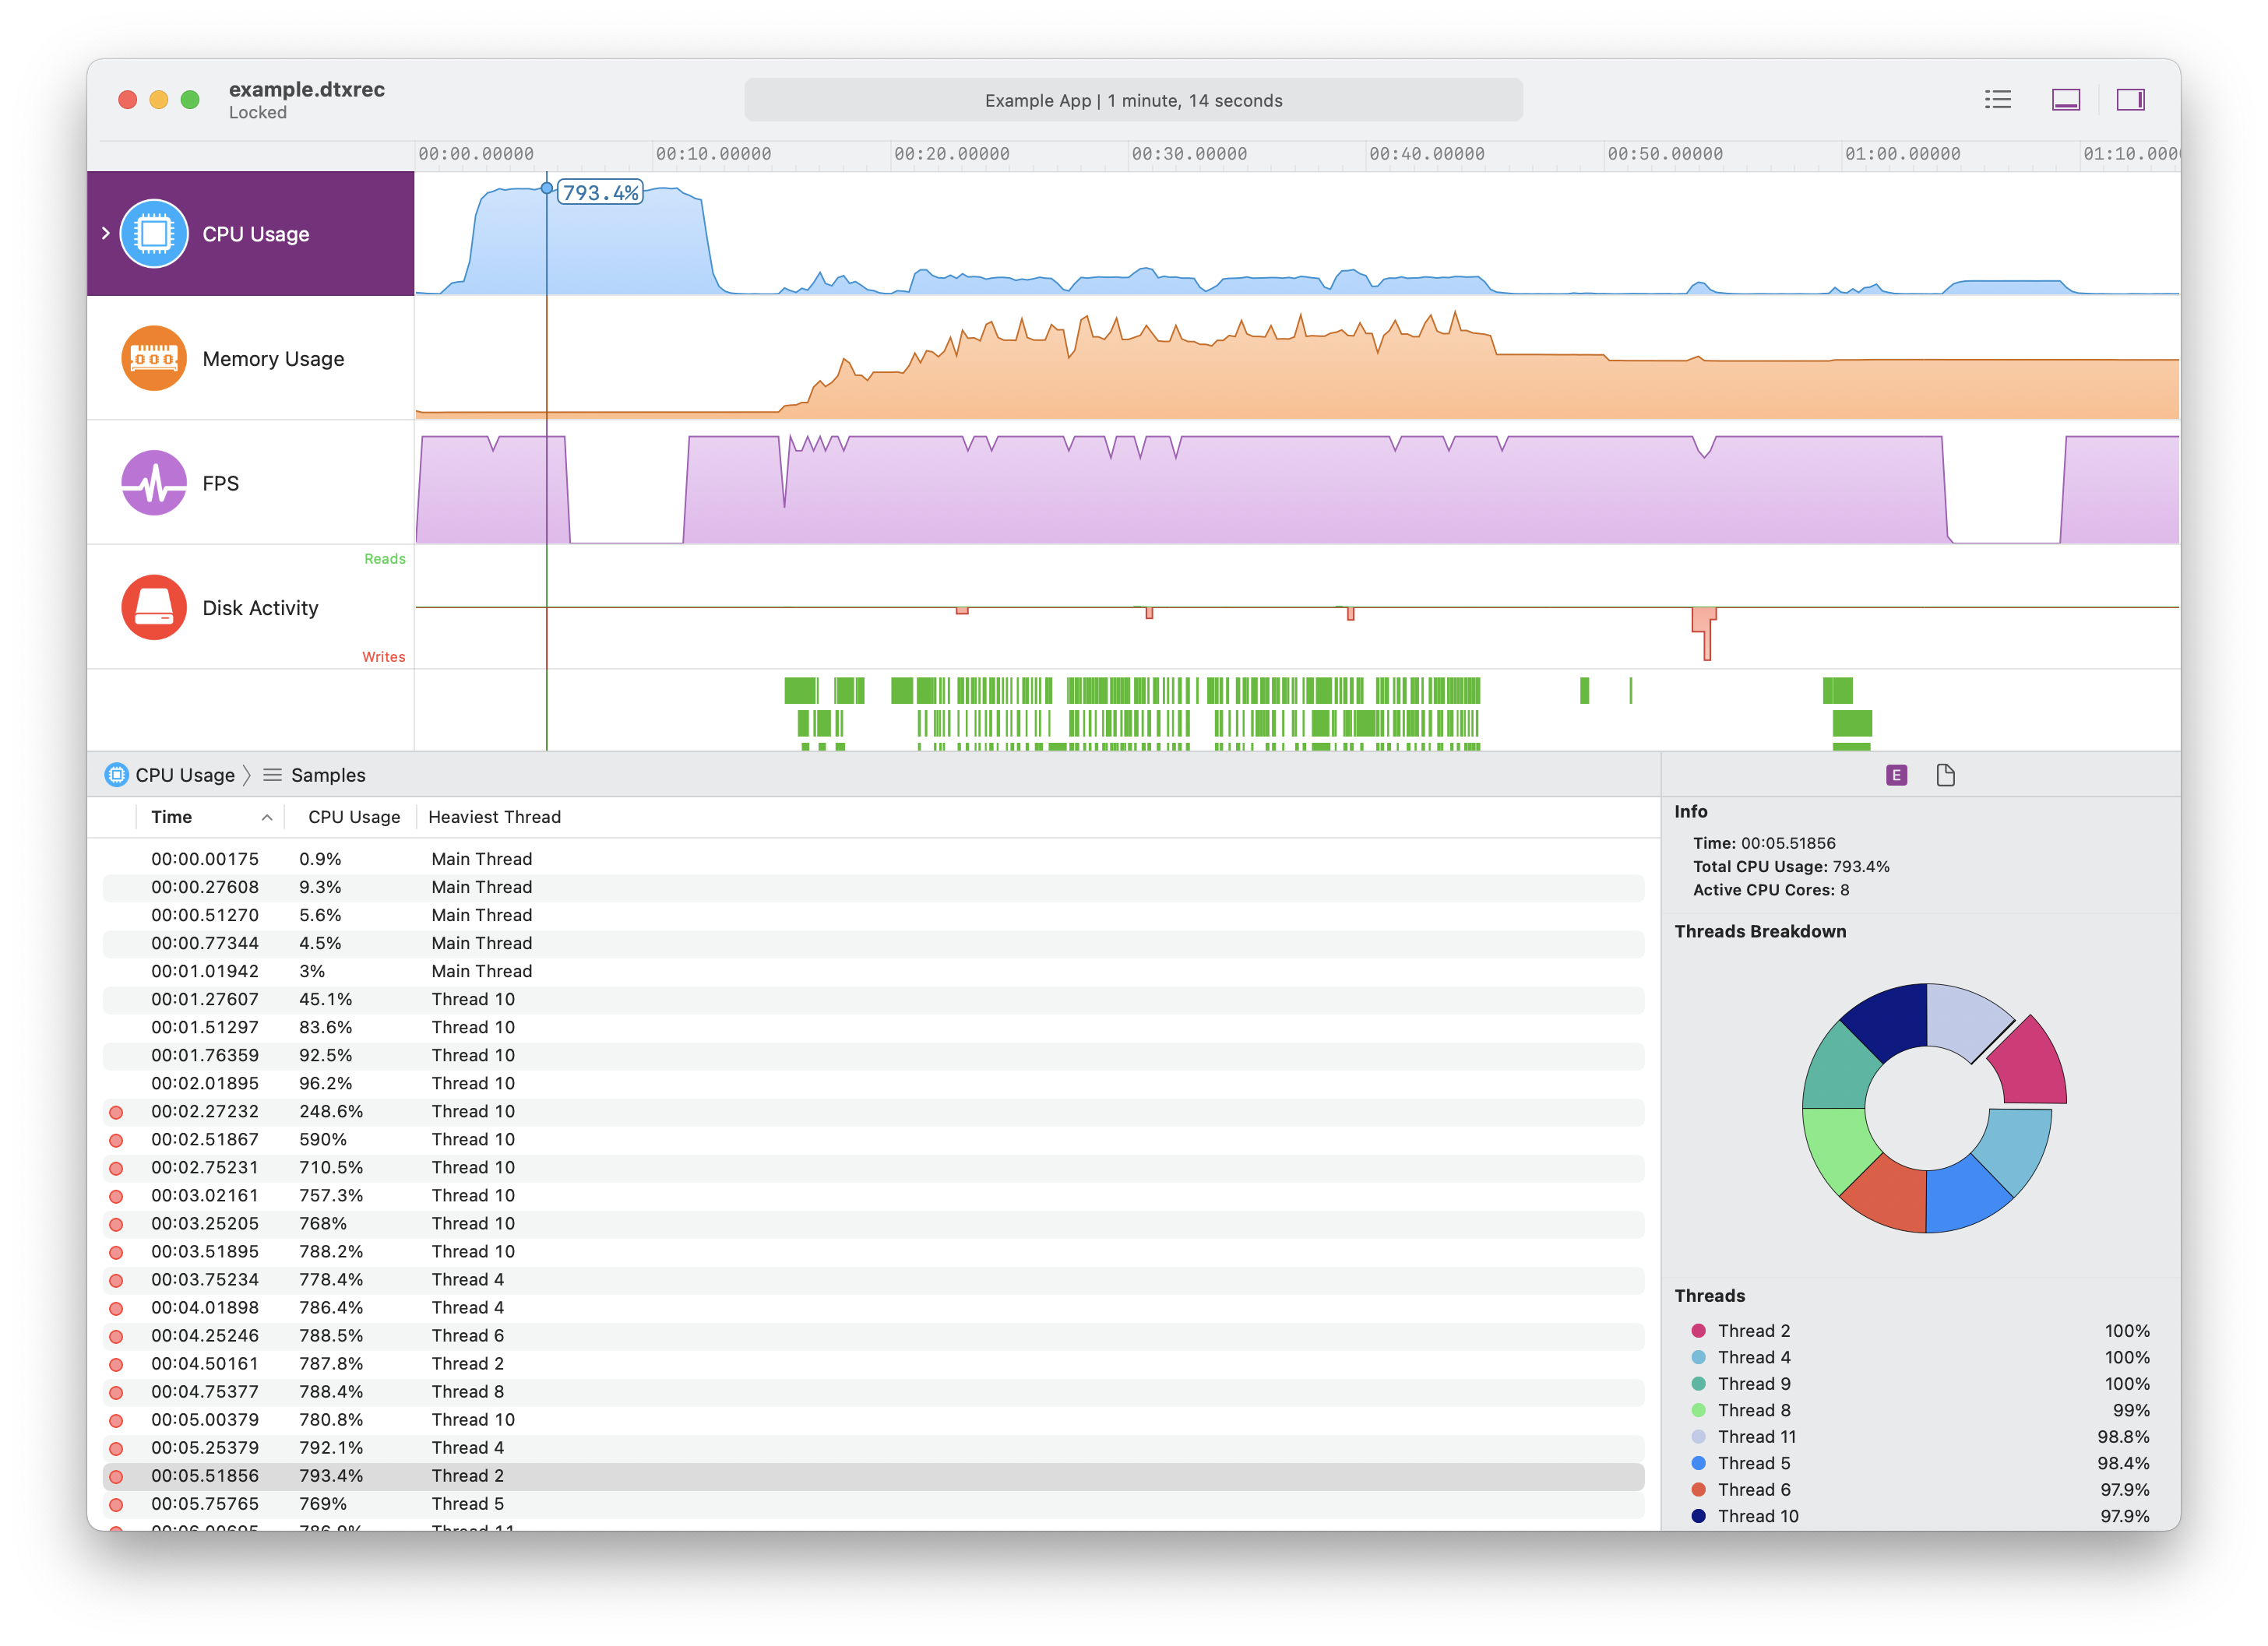 example.dtxrec
Locked
Example App | 1 minute, 14 seconds
00:00.00000 00:10.00000 00:20.00000 00:30.00000 00:40.00000 00:50.00000 01:00.00000 01:10.000
CPU Usage
793.4%
Memory Usage
FPS
Reads
Disk Activity
Writes
CPU Usage Samples
E
Time CPU Usage Heaviest Thread
00:00.00175 0.9% Main Thread
00:00.27608 9.3% Main Thread
00:00.51270 5.6% Main Thread
00:00.77344 4.5% Main Thread
00:01.01942 3% Main Thread
00:01.27607 45.1% Thread 10
00:01.51297 83.6% Thread 10
00:01.76359 92.5% Thread 10
00:02.01895 96.2% Thread 10
00:02.27232 248.6% Thread 10
00:02.51867 590% Thread 10
00:02.75231 710.5% Thread 10
00:03.02161 757.3% Thread 10
00:03.25205 768% Thread 10
00:03.51895 788.2% Thread 10
00:03.75234 778.4% Thread 4
00:04.01898 786.4% Thread 4
00:04.25246 788.5% Thread 6
00:04.50161 787.8% Thread 2
00:04.75377 788.4% Thread 8
00:05.00379 780.8% Thread 10
00:05.25379 792.1% Thread 4
00:05.51856 793.4% Thread 2
00:05.75765 769% Thread 5
Info
Time: 00:05.51856
Total CPU Usage: 793.4%
Active CPU Cores: 8
Threads Breakdown
Threads
Thread 2 100%
Thread 4 100%
Thread 9 100%
Thread 8 99%
Thread 11 98.8%
Thread 5 98.4%
Thread 6 97.9%
Thread 10 97.9%